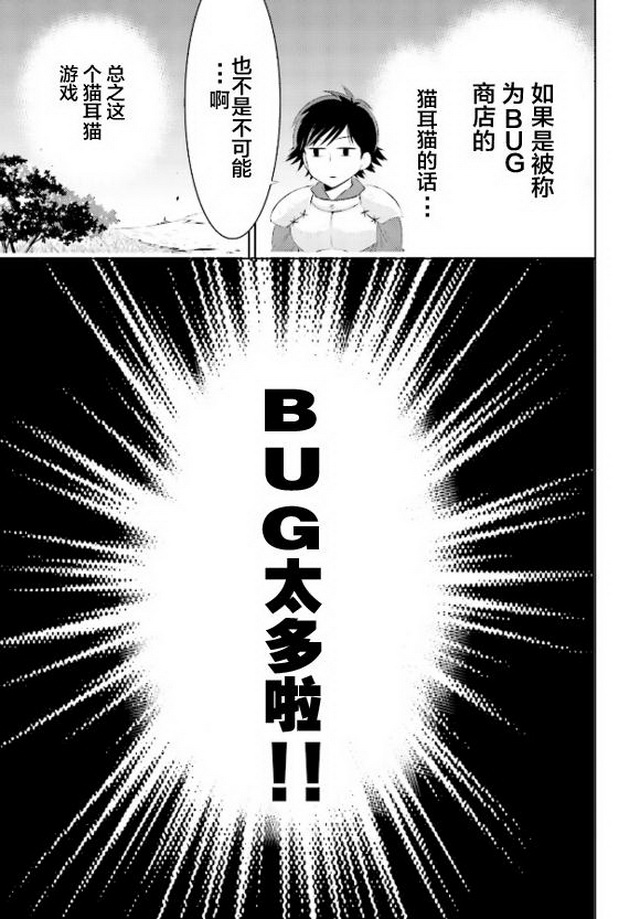 如果是被称
为BUG
商店的
猫耳猫的话…
也不是不可能
…啊
总之这
个猫耳猫
游戏
BUG太多啦!!